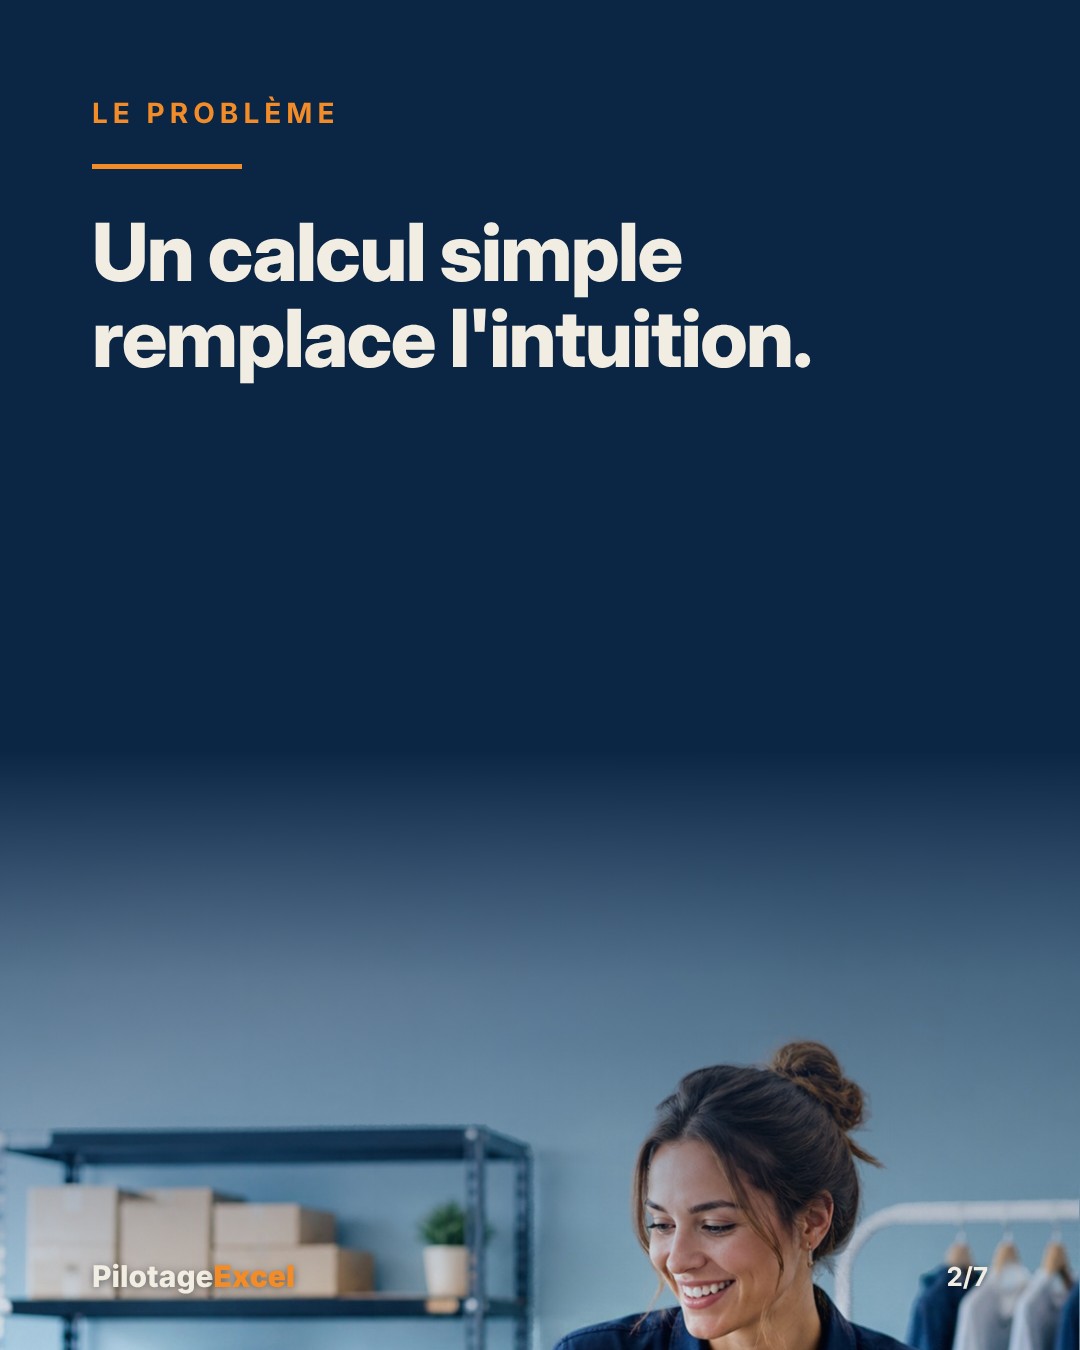 LE PROBLÈME
Un calcul simple
remplace l'intuition.
PilotageExcel
2/7